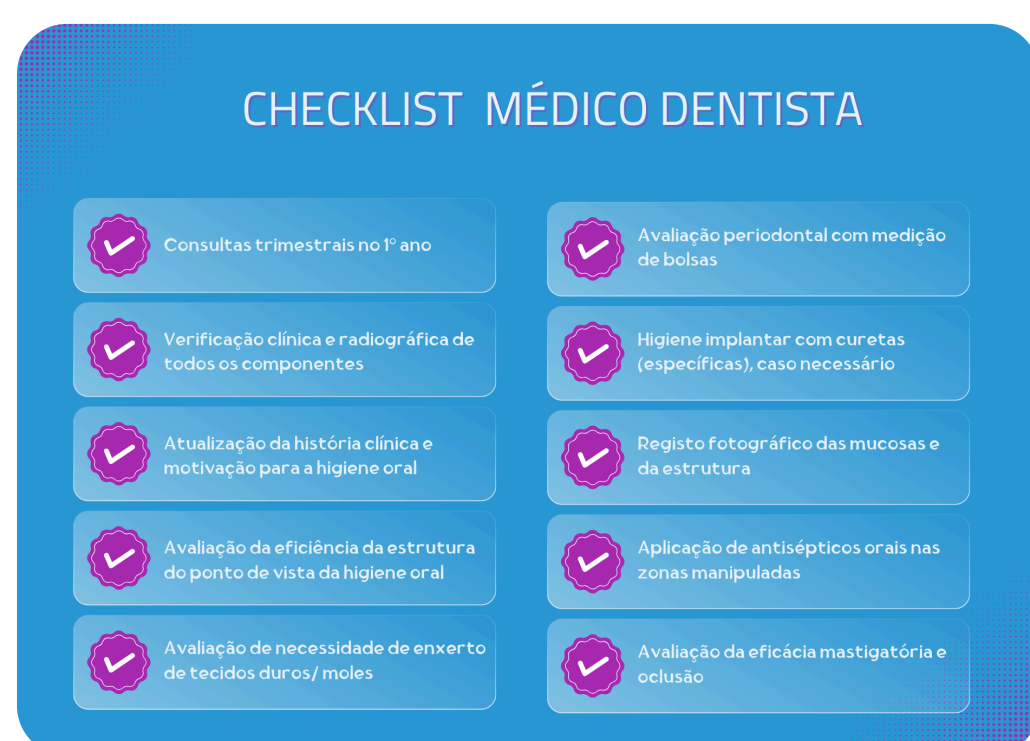 CHECKLIST MÉDICO DENTISTA
Consultas trimestrais no 1º ano
Verificação clínica e radiográfica de
todos os componentes
Atualização da história clínica e
motivação para a higiene oral
Avaliação da eficiência da estrutura
do ponto de vista da higiene oral
Avaliação de necessidade de enxerto
de tecidos duros/ moles
Avaliação periodontal com medição
de bolsas
Higiene implantar com curetas
(específicas), caso necessário
Registo fotográfico das mucosas e
da estrutura
Aplicação de antisépticos orais nas
zonas manipuladas
Avaliação da eficácia mastigatória e
oclusão